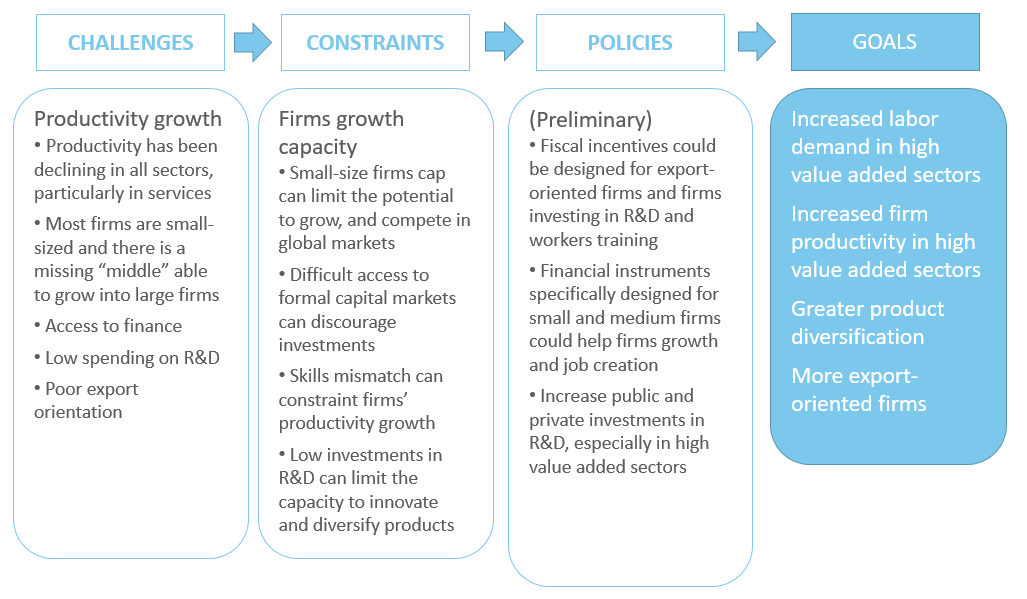 CHALLENGES
CONSTRAINTS
POLICIES
GOALS
Productivity growth
• Productivity has been
declining in all sectors,
particularly in services
• Most firms are small-
sized and there is a
missing “middle” able
to grow into large firms
• Access to finance
• Low spending on R&D
• Poor export
orientation
Firms growth
capacity
• Small-size firms cap
can limit the potential
to grow, and compete in
global markets
• Difficult access to
formal capital markets
can discourage
investments
• Skills mismatch can
constraint firms’
productivity growth
• Low investments in
R&D can limit the
capacity to innovate
and diversify products
(Preliminary)
• Fiscal incentives could
be designed for export-
oriented firms and firms
investing in R&D and
workers training
• Financial instruments
specifically designed for
small and medium firms
could help firms growth
and job creation
• Increase public and
private investments in
R&D, especially in high
value added sectors
Increased labor
demand in high
value added sectors
Increased firm
productivity in high
value added sectors
Greater product
diversification
More export-
oriented firms